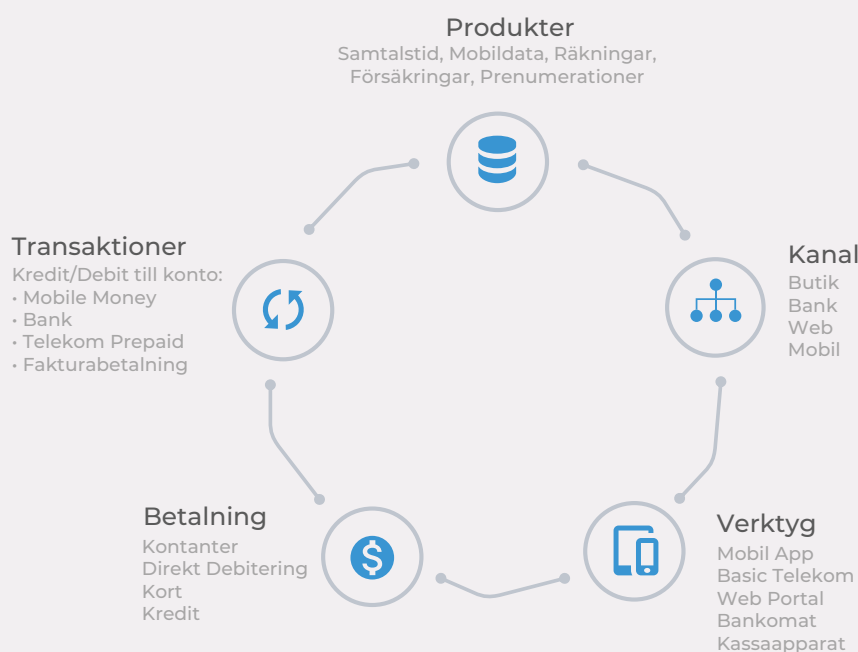 Produkter
Samtalstid, Mobildata, Räkningar,
Försäkringar, Prenumerationer
Transaktioner
Kredit/Debit till konto:
• Mobile Money
• Bank
• Telekom Prepaid
• Fakturabetalning
Kanal
Butik
Bank
Web
Mobil
Betalning
Kontanter
Direkt Debitering
Kort
Kredit
Verktyg
Mobil App
Basic Telekom
Web Portal
Bankomat
Kassaapparat